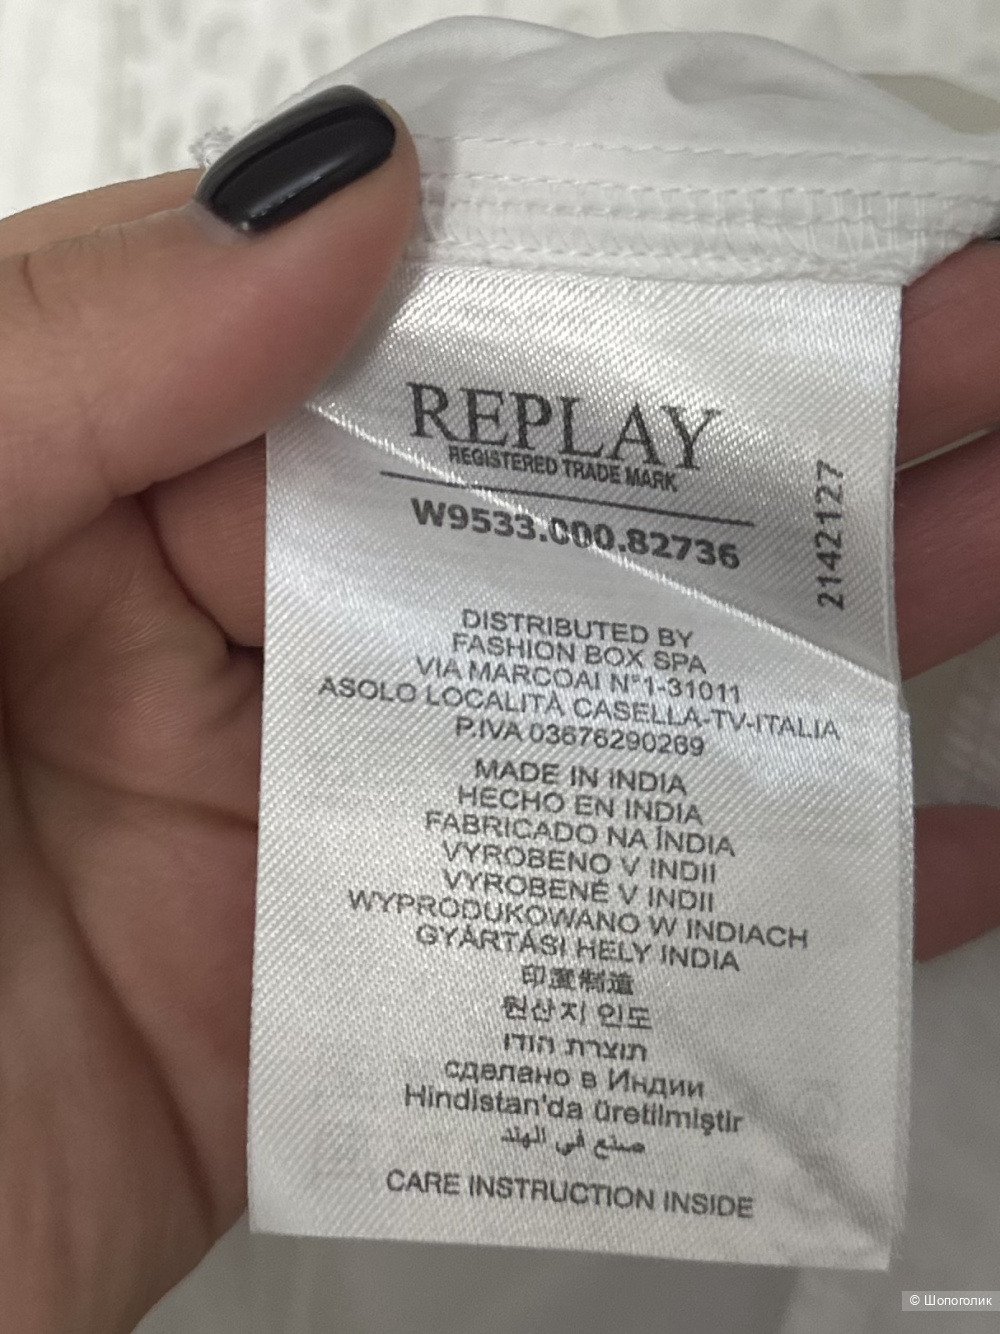 REPLAY
REGISTERED TRADE MARK
W9533.000.82736
2142127
DISTRIBUTED BY
FASHION BOX SPA
VIA MARCOAI N°1-31011
ASOLO LOCALITÀ CASELLA-TV-ITALIA
P.IVA 03676290269
MADE IN INDIA
HECHO EN INDIA
FABRICADO NA ÍNDIA
VYROBENO V INDII
VYROBENÉ V INDII
WYPRODUKOWANO W INDIACH
GYÁRTÁSI HELY INDIA
印度制造
원산지 인도
תוצרת הודו
сделано в Индии
Hindistan'da üretilmiştir
صنع في الهند
CARE INSTRUCTION INSIDE
© Шопоголик